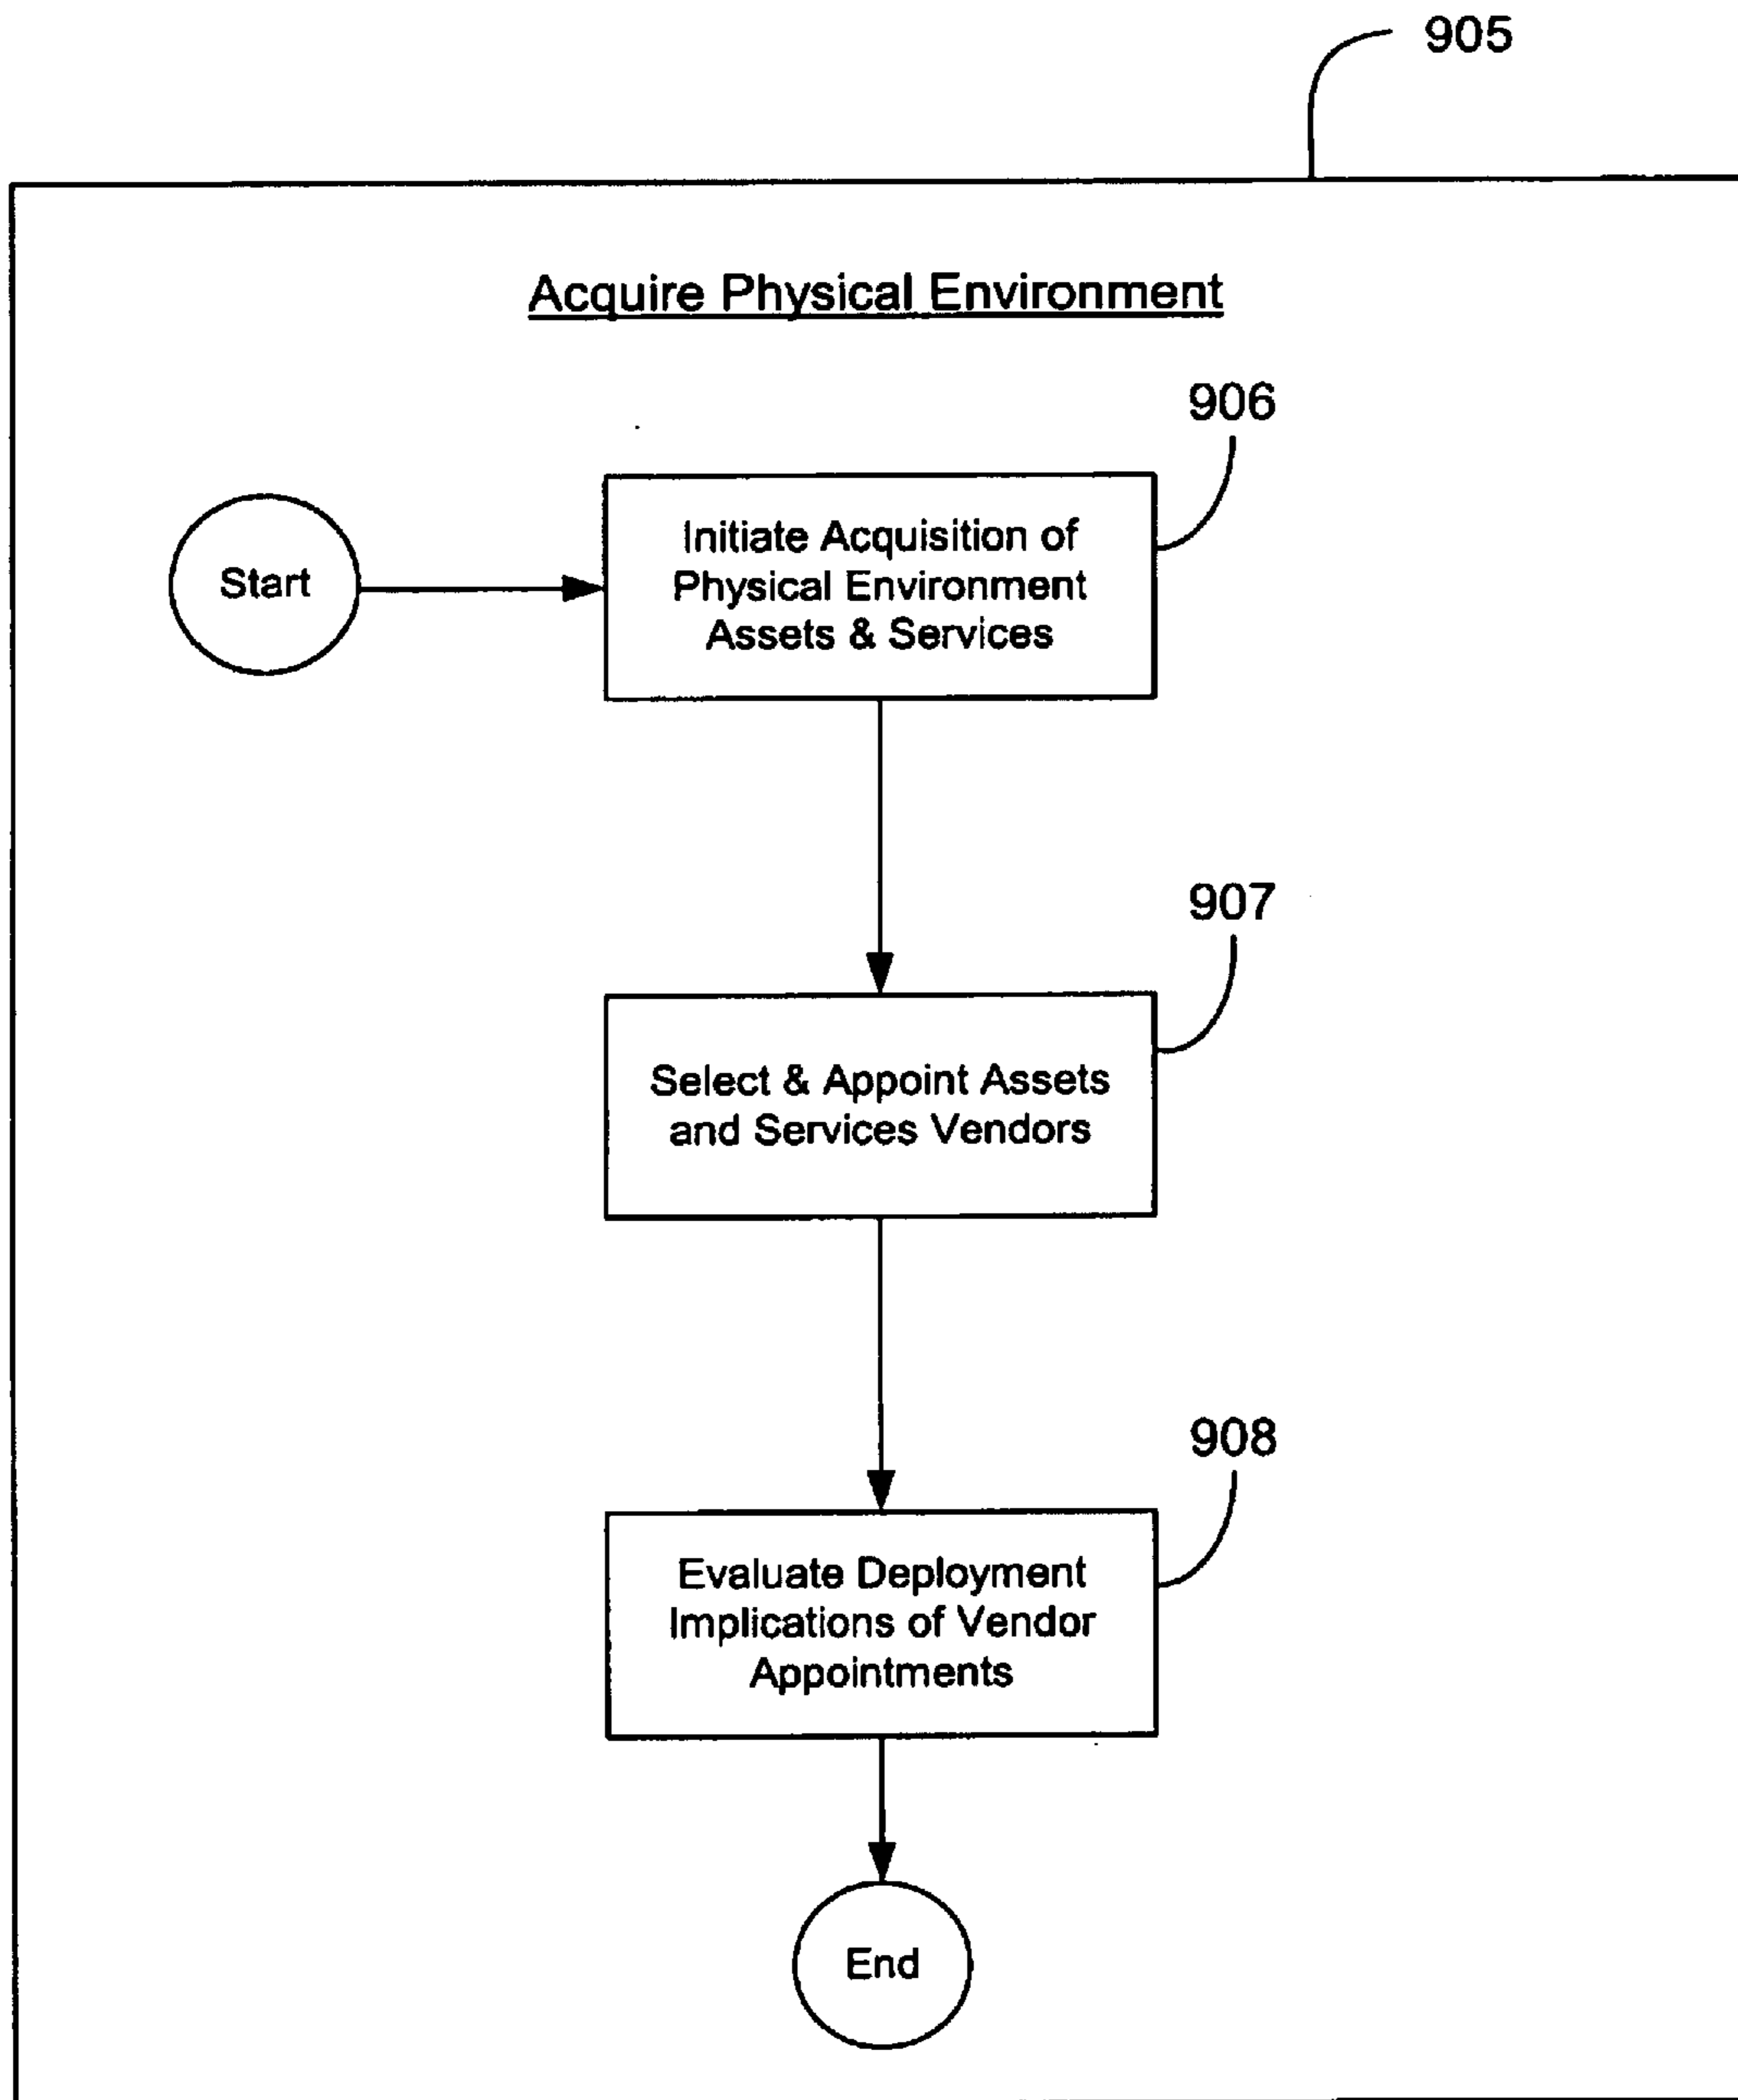 905
Acquire Physical Environment
906
Start
Initiate Acquisition of
Physical Environment
Assets & Services
907
Select & Appoint Assets
and Services Vendors
908
Evaluate Deployment
Implications of Vendor
Appointments
End